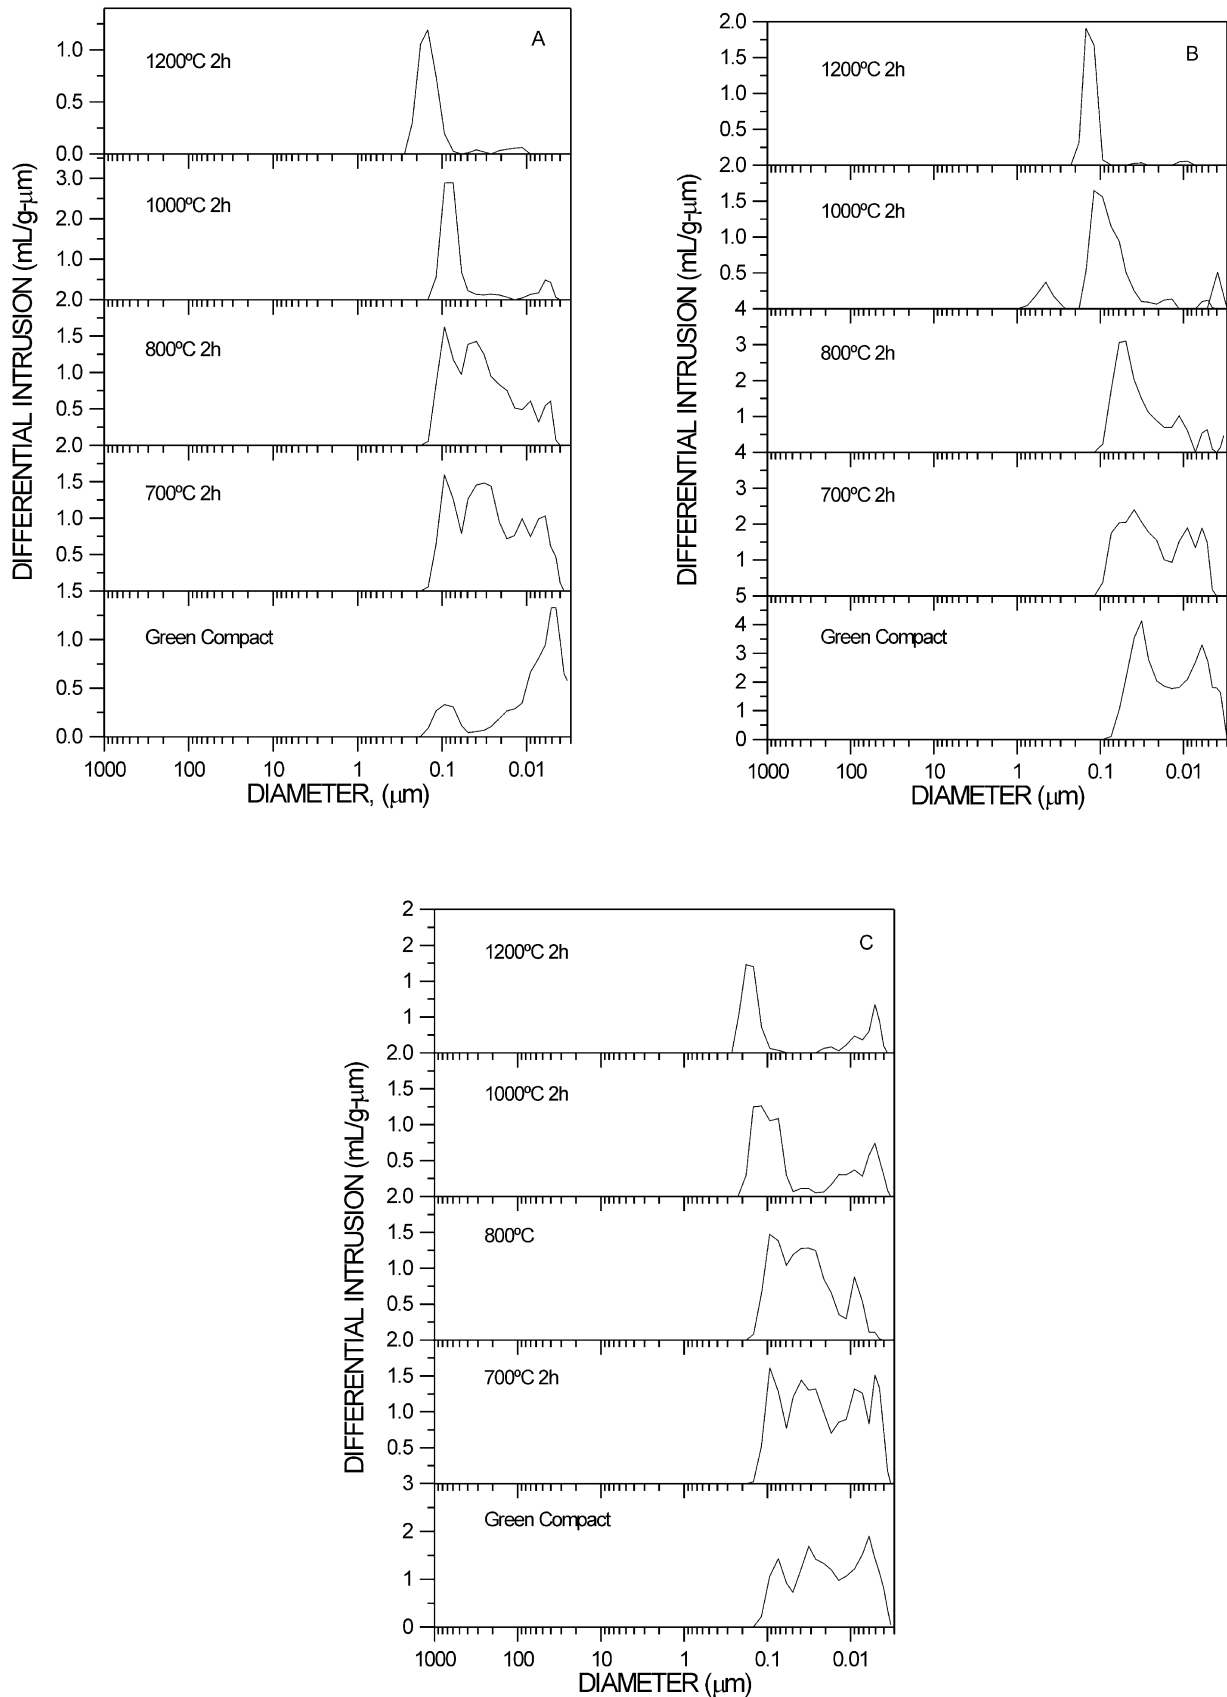 A
1200ºC 2h
1.0
0.5
0.0
1000ºC 2h
3.0
2.0
1.0
2.0
800ºC 2h
1.5
1.0
0.5
2.0
700ºC 2h
1.5
1.0
0.5
1.5
Green Compact
1.0
0.5
0.0
1000 100 10 1 0.1 0.01
DIAMETER, (μm)
DIFFERENTIAL INTRUSION (mL/g-μm)
B
2.0
1200ºC 2h
1.5
1.0
0.5
2.0
1000ºC 2h
1.5
1.0
0.5
4
800ºC 2h
3
2
1
4
700ºC 2h
3
2
1
5
Green Compact
4
3
2
1
0
1000 100 10 1 0.1 0.01
DIAMETER (μm)
DIFFERENTIAL INTRUSION (mL/g-μm)
C
2
1200ºC 2h
2
1
1
2.0
1000ºC 2h
1.5
1.0
0.5
2.0
800ºC
1.5
1.0
0.5
2.0
700ºC 2h
1.5
1.0
0.5
3
Green Compact
2
1
0
1000 100 10 1 0.1 0.01
DIAMETER (μm)
DIFFERENTIAL INTRUSION (mL/g-μm)